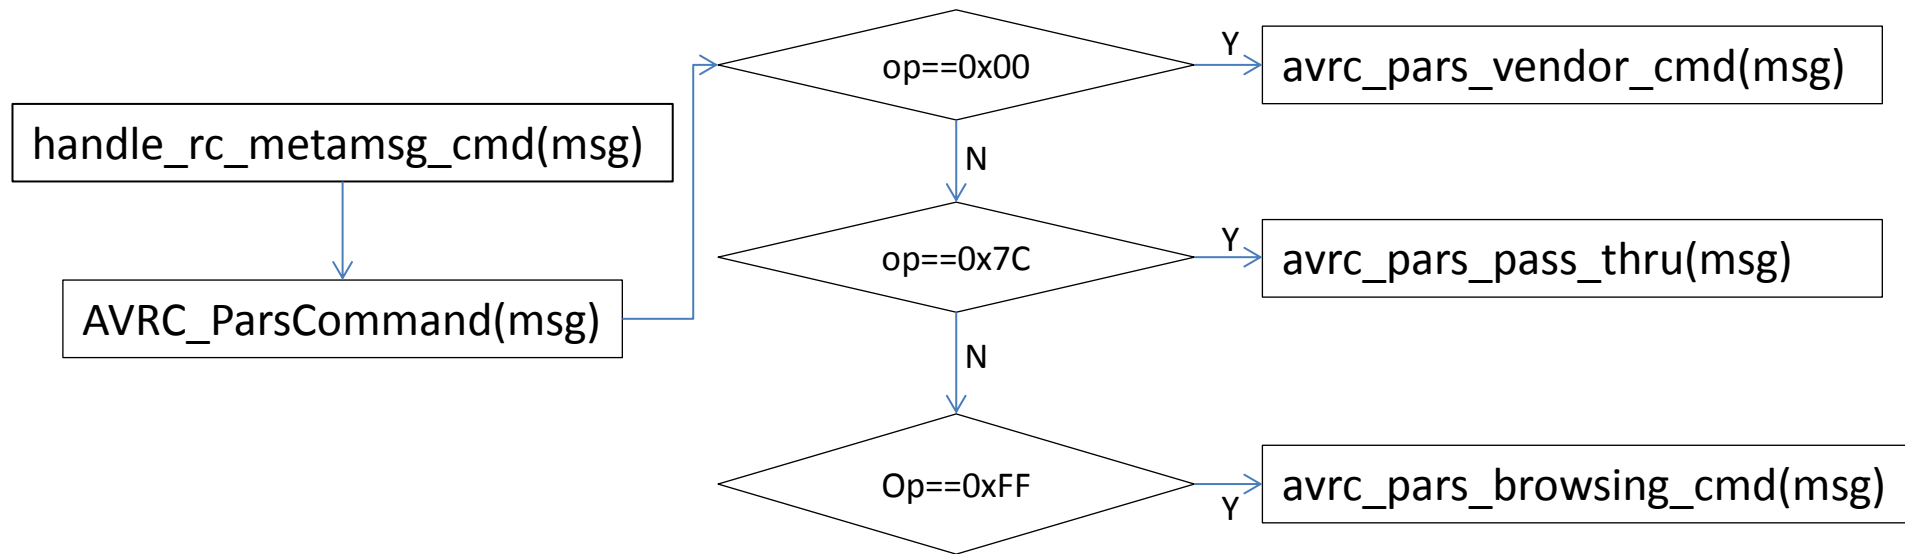 handle_rc_metamsg_cmd(msg)
AVRC_ParsCommand(msg)
op==0x00
Y
avrc_pars_vendor_cmd(msg)
N
op==0x7C
Y
avrc_pars_pass_thru(msg)
N
Op==0xFF
Y
avrc_pars_browsing_cmd(msg)